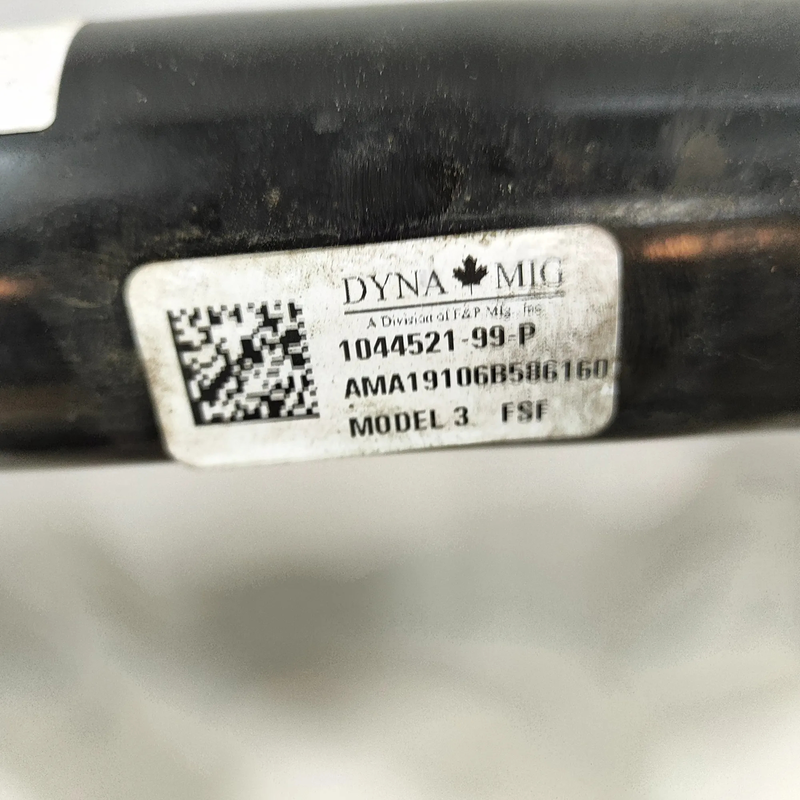 DYNA MIG
A Division of F&P Mfg., Inc.
1044521-99-P
AMA19106B586160
MODEL 3 FSF